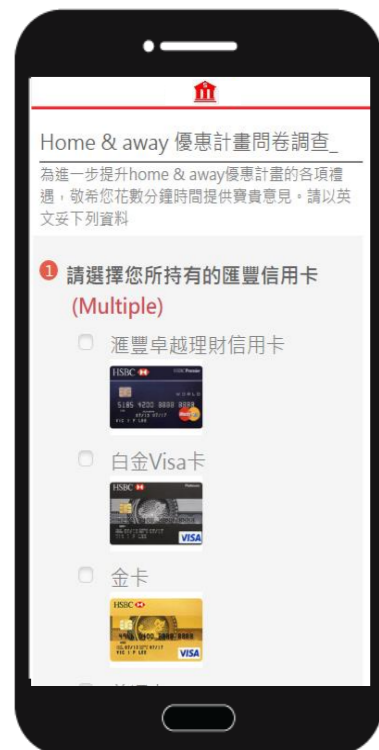 Home & away 優惠計畫問卷調查_
為進一步提升home & away優惠計畫的各項禮
遇，敬希您花數分鐘時間提供寶貴意見。請以英
文妥下列資料
1 請選擇您所持有的匯豐信用卡
(Multiple)
滙豐卓越理財信用卡
HSBC
WORLD
5185 4200 8888 8888
白金Visa卡
HSBC
VISA
金卡
HSBC
VISA